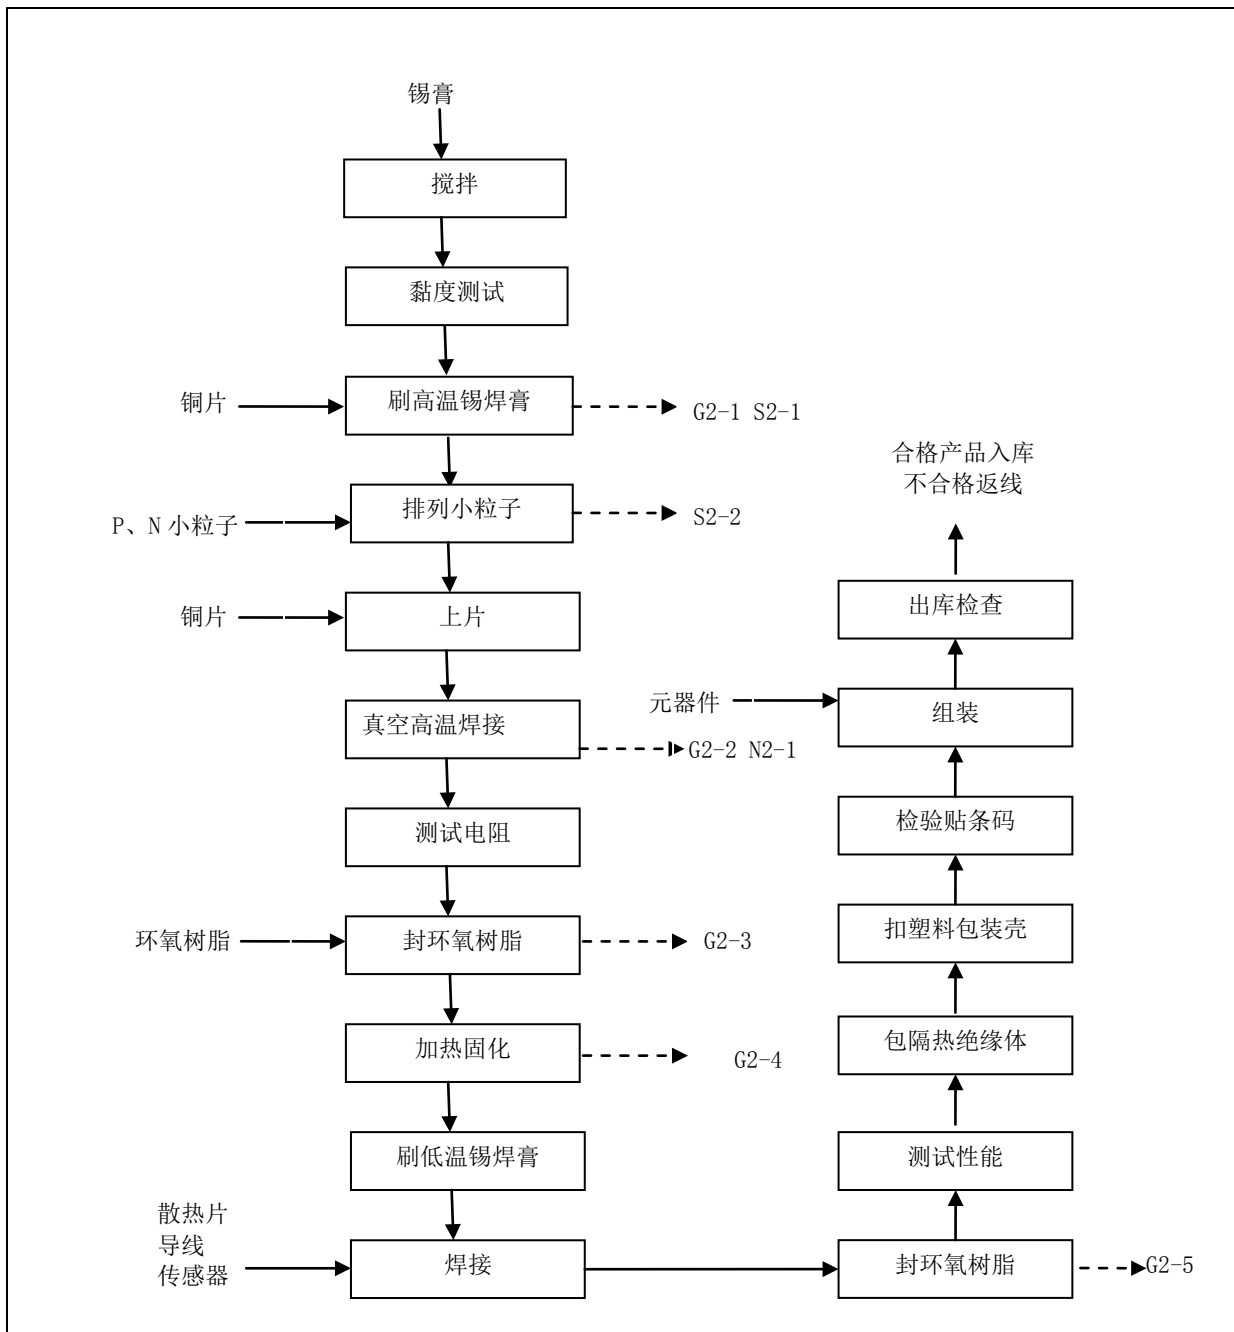 锡膏
搅拌
黏度测试
铜片
刷高温锡焊膏
G2-1 S2-1
P、N 小粒子
排列小粒子
S2-2
铜片
上片
真空高温焊接
G2-2 N2-1
测试电阻
环氧树脂
封环氧树脂
G2-3
加热固化
G2-4
刷低温锡焊膏
散热片
导线
传感器
焊接
封环氧树脂
G2-5
测试性能
包隔热绝缘体
扣塑料包装壳
检验贴条码
元器件
组装
出库检查
合格产品入库
不合格返线